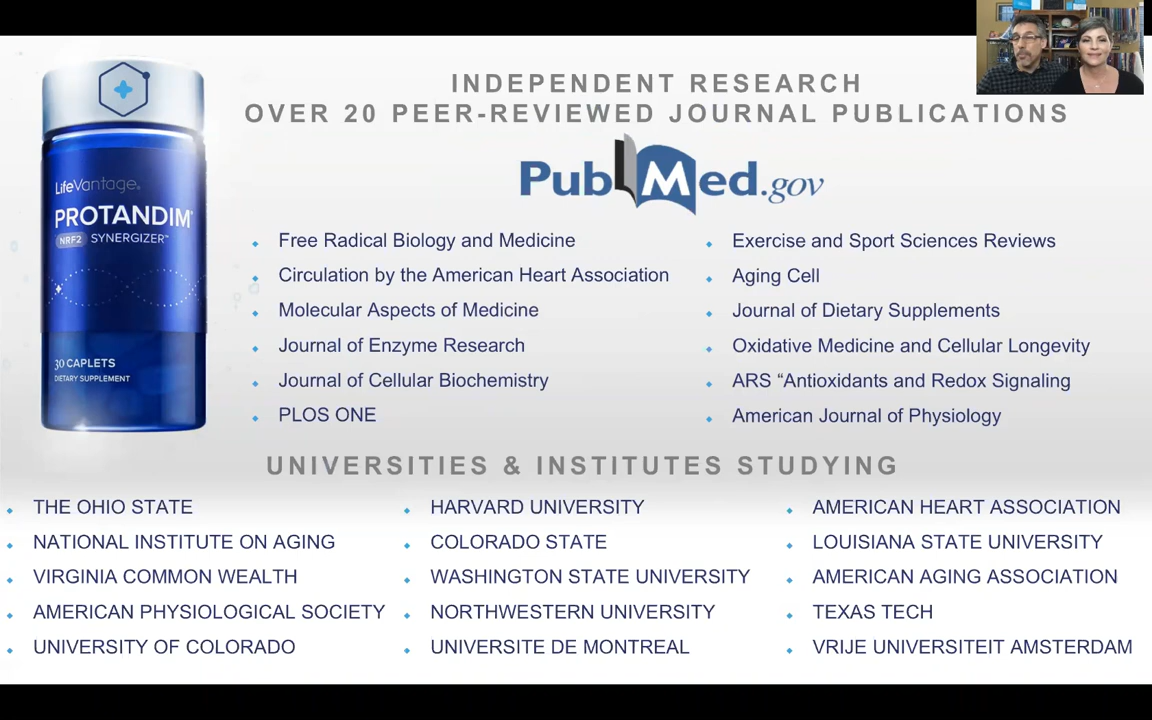 INDEPENDENT RESEARCH
OVER 20 PEER-REVIEWED JOURNAL PUBLICATIONS
PubMed.gov
LifeVantage®
PROTANDIM®
NRF2 SYNERGIZER™
30 CAPLETS
DIETARY SUPPLEMENT
Free Radical Biology and Medicine
Circulation by the American Heart Association
Molecular Aspects of Medicine
Journal of Enzyme Research
Journal of Cellular Biochemistry
PLOS ONE
Exercise and Sport Sciences Reviews
Aging Cell
Journal of Dietary Supplements
Oxidative Medicine and Cellular Longevity
ARS “Antioxidants and Redox Signaling
American Journal of Physiology
UNIVERSITIES & INSTITUTES STUDYING
THE OHIO STATE
NATIONAL INSTITUTE ON AGING
VIRGINIA COMMON WEALTH
AMERICAN PHYSIOLOGICAL SOCIETY
UNIVERSITY OF COLORADO
HARVARD UNIVERSITY
COLORADO STATE
WASHINGTON STATE UNIVERSITY
NORTHWESTERN UNIVERSITY
UNIVERSITE DE MONTREAL
AMERICAN HEART ASSOCIATION
LOUISIANA STATE UNIVERSITY
AMERICAN AGING ASSOCIATION
TEXAS TECH
VRIJE UNIVERSITEIT AMSTERDAM